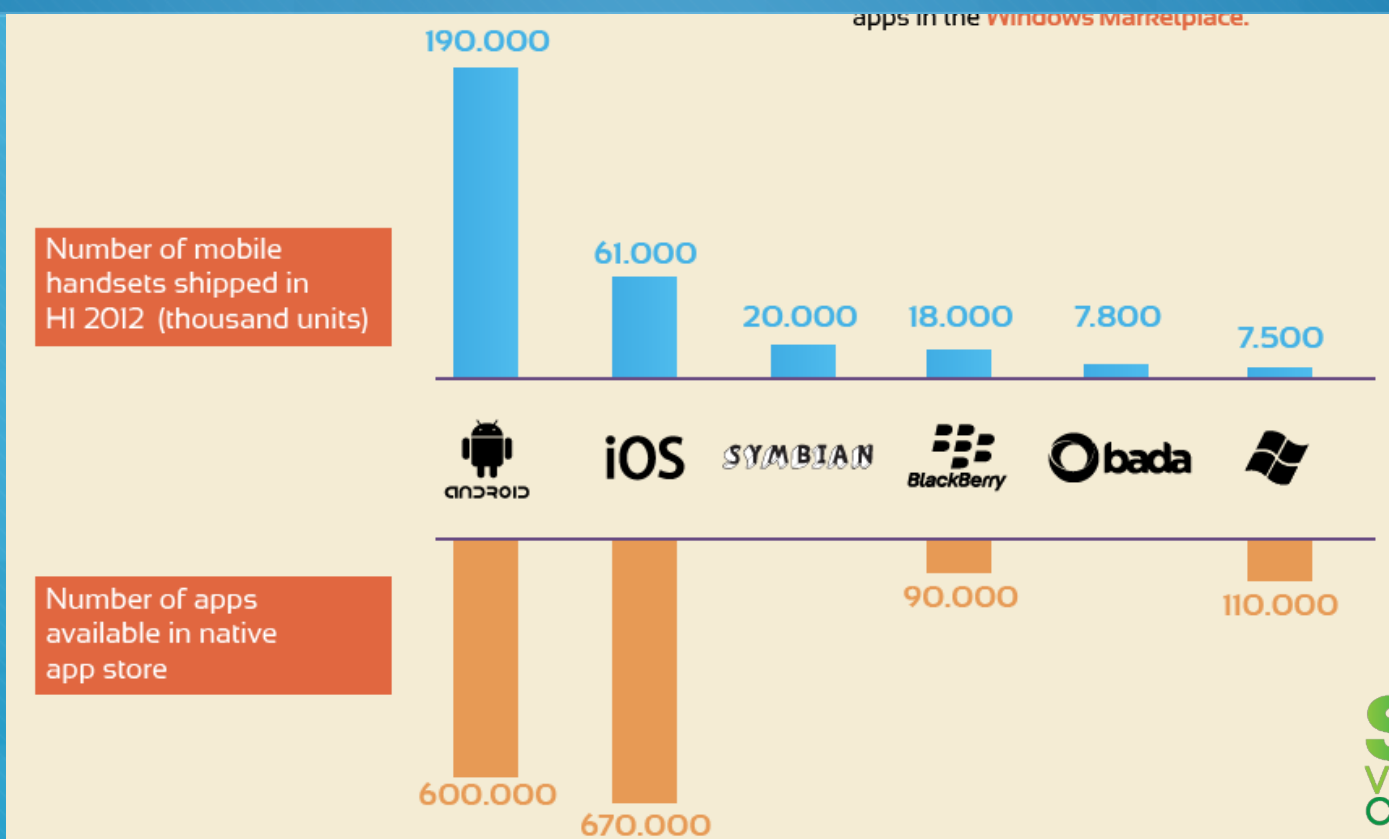 apps in the Windows Marketplace.
190.000
61.000
20.000
18.000
7.800
7.500
Number of mobile
handsets shipped in
H1 2012 (thousand units)
ANDROID
iOS
SYMBIAN
BlackBerry
bada
Number of apps
available in native
app store
90.000
110.000
600.000
670.000